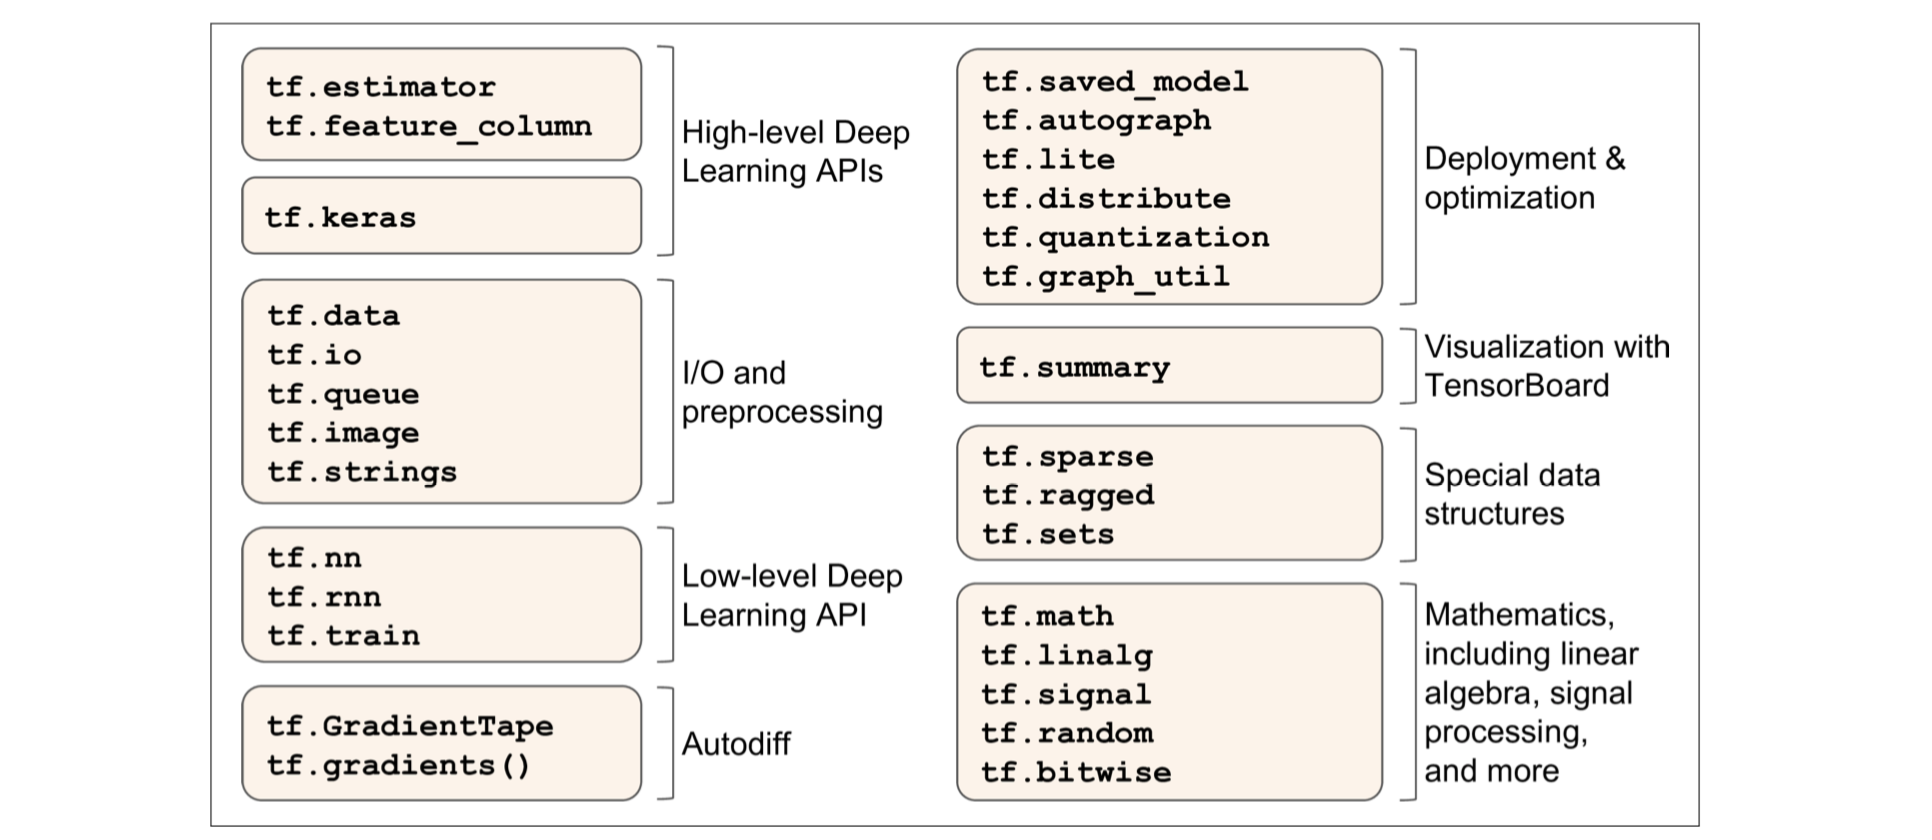 tf.estimator
tf.feature_column
tf.keras
High-level Deep
Learning APIs
tf.data
tf.io
tf.queue
tf.image
tf.strings
I/O and
preprocessing
tf.nn
tf.rnn
tf.train
Low-level Deep
Learning API
tf.GradientTape
tf.gradients()
Autodiff
tf.saved_model
tf.autograph
tf.lite
tf.distribute
tf.quantization
tf.graph_util
Deployment &
optimization
tf.summary
Visualization with
TensorBoard
tf.sparse
tf.ragged
tf.sets
Special data
structures
tf.math
tf.linalg
tf.signal
tf.random
tf.bitwise
Mathematics,
including linear
algebra, signal
processing,
and more